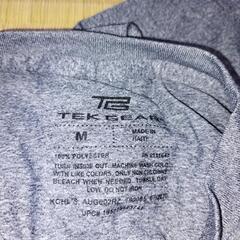 TEK GEAR
M MADE IN
HAITI
100% POLYESTER
TURN INSIDE OUT. MACHINE WASH COLD
WITH LIKE COLORS. ONLY NON CHLORINE
BLEACH WHEN NEEDED. TUMBLE DRY
LOW. DO NOT IRON
KOHL'S